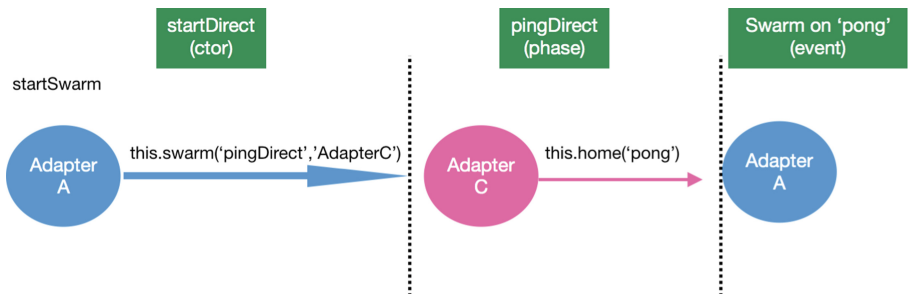 startDirect
(ctor)
pingDirect
(phase)
Swarm on ‘pong’
(event)
startSwarm
Adapter
A
this.swarm(‘pingDirect’,’AdapterC’)
Adapter
C
this.home(‘pong’)
Adapter
A